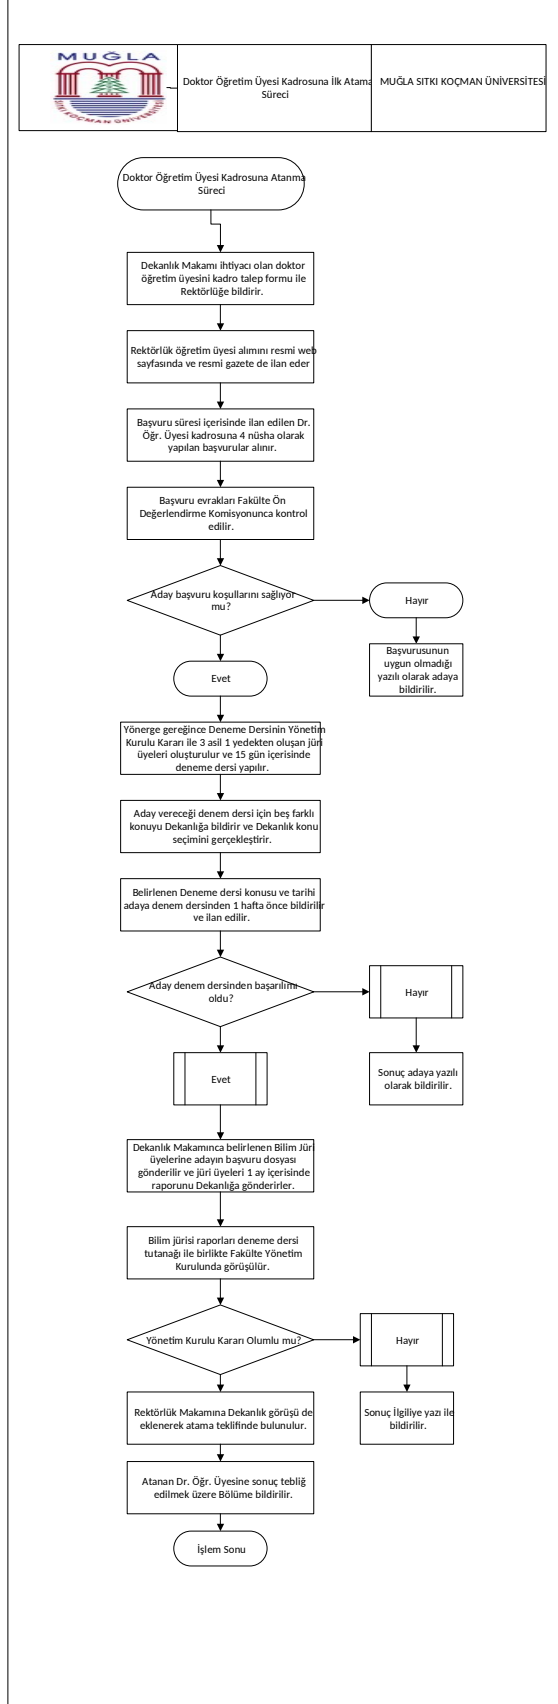 MUĞLA
SITKI KOÇMAN ÜNİVERSİTESİ
Doktor Öğretim Üyesi Kadrosuna İlk Atama
Süreci
MUĞLA SITKI KOÇMAN ÜNİVERSİTESİ
Doktor Öğretim Üyesi Kadrosuna Atanma
Süreci
Dekanlık Makamı ihtiyacı olan doktor
öğretim üyesini kadro talep formu ile
Rektörlüğe bildirir.
Rektörlük öğretim üyesi alımını resmi web
sayfasında ve resmi gazete de ilan eder
Başvuru süresi içerisinde ilan edilen Dr.
Öğr. Üyesi kadrosuna 4 nüsha olarak
yapılan başvurular alınır.
Başvuru evrakları Fakülte Ön
Değerlendirme Komisyonunca kontrol
edilir.
Aday başvuru koşullarını sağlıyor
mu?
Hayır
Başvurusunun
uygun olmadığı
yazılı olarak adaya
bildirilir.
Evet
Yönerge gereğince Deneme Dersinin Yönetim
Kurulu Kararı ile 3 asil 1 yedekten oluşan jüri
üyeleri oluşturulur ve 15 gün içerisinde
deneme dersi yapılır.
Aday vereceği denem dersi için beş farklı
konuyu Dekanlığa bildirir ve Dekanlık konu
seçimini gerçekleştirir.
Belirlenen Deneme dersi konusu ve tarihi
adaya denem dersinden 1 hafta önce bildirilir
ve ilan edilir.
Aday denem dersinden başarılımı
oldu?
Hayır
Sonuç adaya yazılı
olarak bildirilir.
Evet
Dekanlık Makamınca belirlenen Bilim Jüri
üyelerine adayın başvuru dosyası
gönderilir ve jüri üyeleri 1 ay içerisinde
raporunu Dekanlığa gönderirler.
Bilim jürisi raporları deneme dersi
tutanağı ile birlikte Fakülte Yönetim
Kurulunda görüşülür.
Yönetim Kurulu Kararı Olumlu mu?
Hayır
Sonuç İlgiliye yazı ile
bildirilir.
Rektörlük Makamına Dekanlık görüşü de
eklenerek atama teklifinde bulunulur.
Atanan Dr. Öğr. Üyesine sonuç tebliğ
edilmek üzere Bölüme bildirilir.
İşlem Sonu